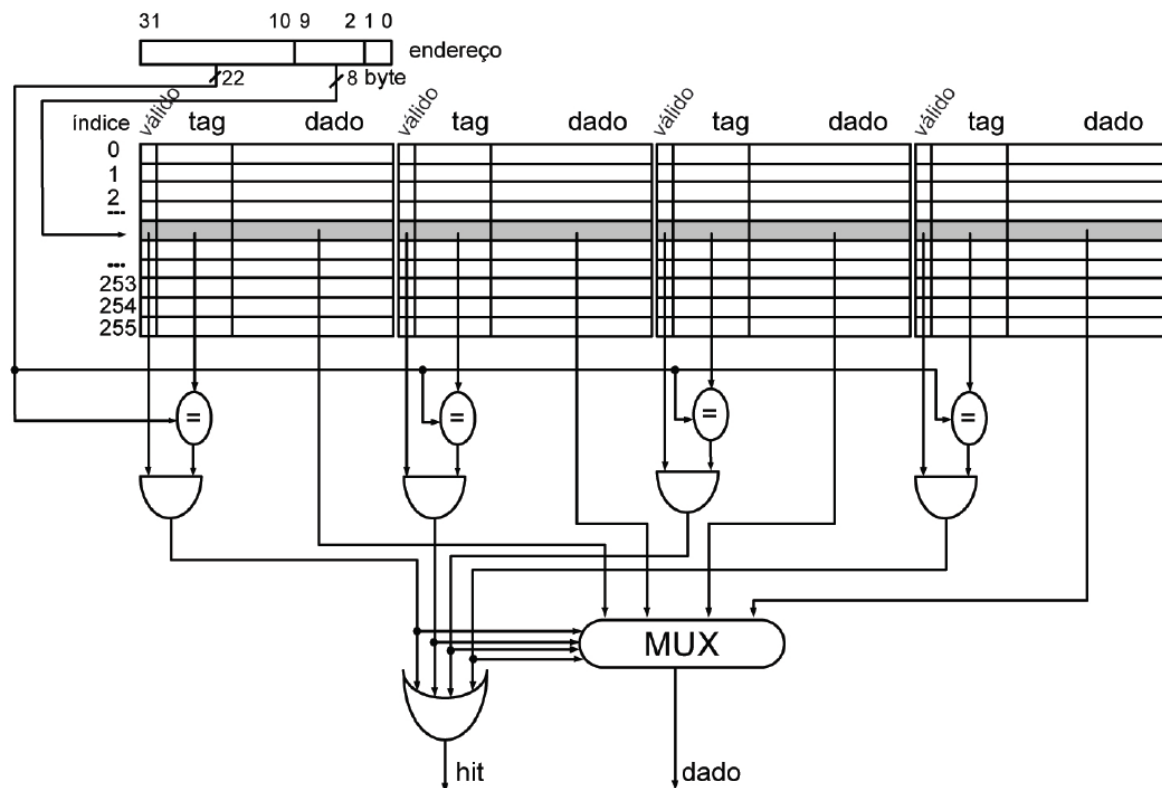 31 10 9 2 1 0
endereço
22 8 byte
índice válido tag dado válido tag dado válido tag dado válido tag dado
0
1
2
...
...
253
254
255
= = = =
MUX
hit dado